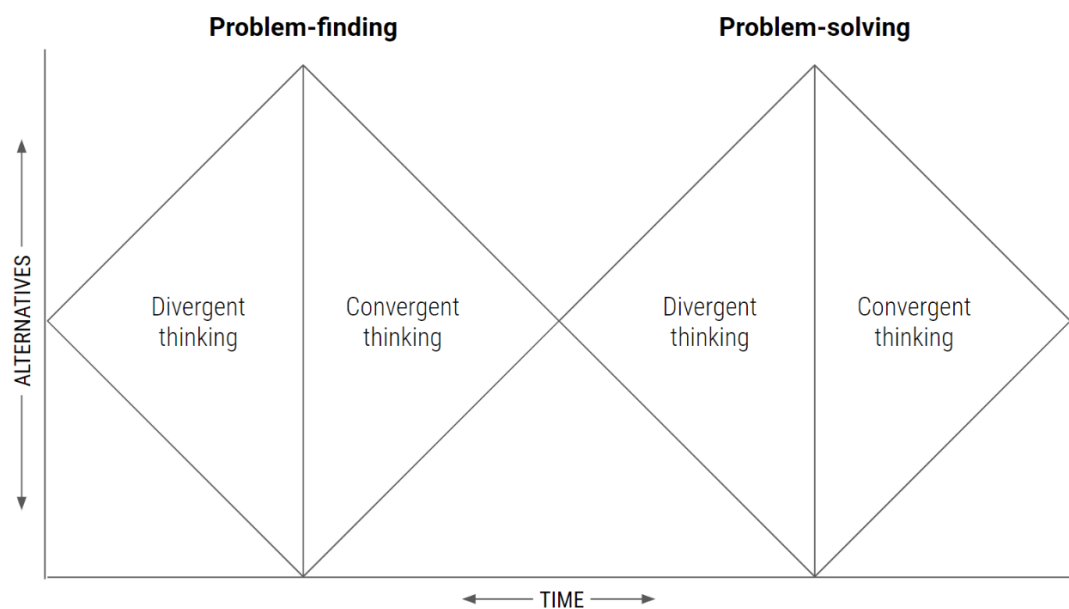 Problem-finding
Problem-solving
ALTERNATIVES
Divergent
thinking
Convergent
thinking
Divergent
thinking
Convergent
thinking
TIME